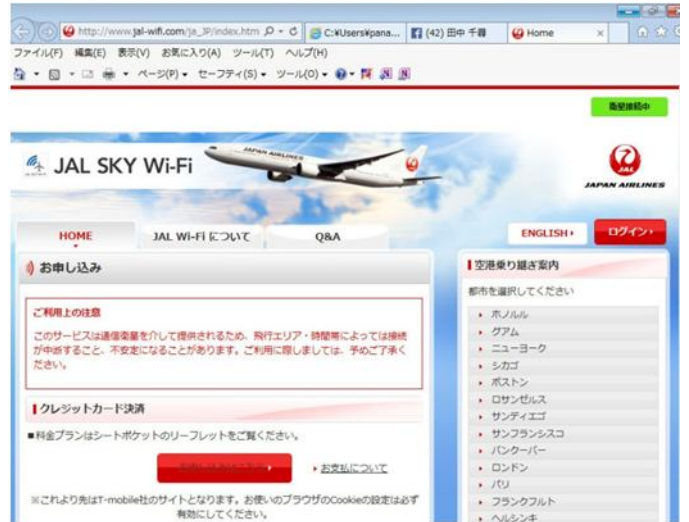 http://www.jal-wifi.com/ja_JP/index.htm
C:¥Users¥pana...
(42) 田中 千尋
Home
ファイル(F) 編集(E) 表示(V) お気に入り(A) ツール(T) ヘルプ(H)
ページ(P) セーフティ(S) ツール(O)
衛星接続中
JAL SKY Wi-Fi
JAPAN AIRLINES
JAL
JAPAN AIRLINES
HOME
JAL Wi-Fi について
Q&A
ENGLISH
ログイン
お申し込み
ご利用上の注意
このサービスは通信衛星を介して提供されるため、飛行エリア・時間帯によっては接続
が中断すること、不安定になることがあります。ご利用に際しましては、予めご了承く
ださい。
クレジットカード決済
■料金プランはシートポケットのリーフレットをご覧ください。
お支払について
※これより先はT-mobile社のサイトとなります。お使いのブラウザのCookieの設定は必ず
有効にしてください。
空港乗り継ぎ案内
都市を選択してください
ホノルル
グアム
ニューヨーク
シカゴ
ボストン
ロサンゼルス
サンディエゴ
サンフランシスコ
バンクーバー
ロンドン
パリ
フランクフルト
ヘルシンキ